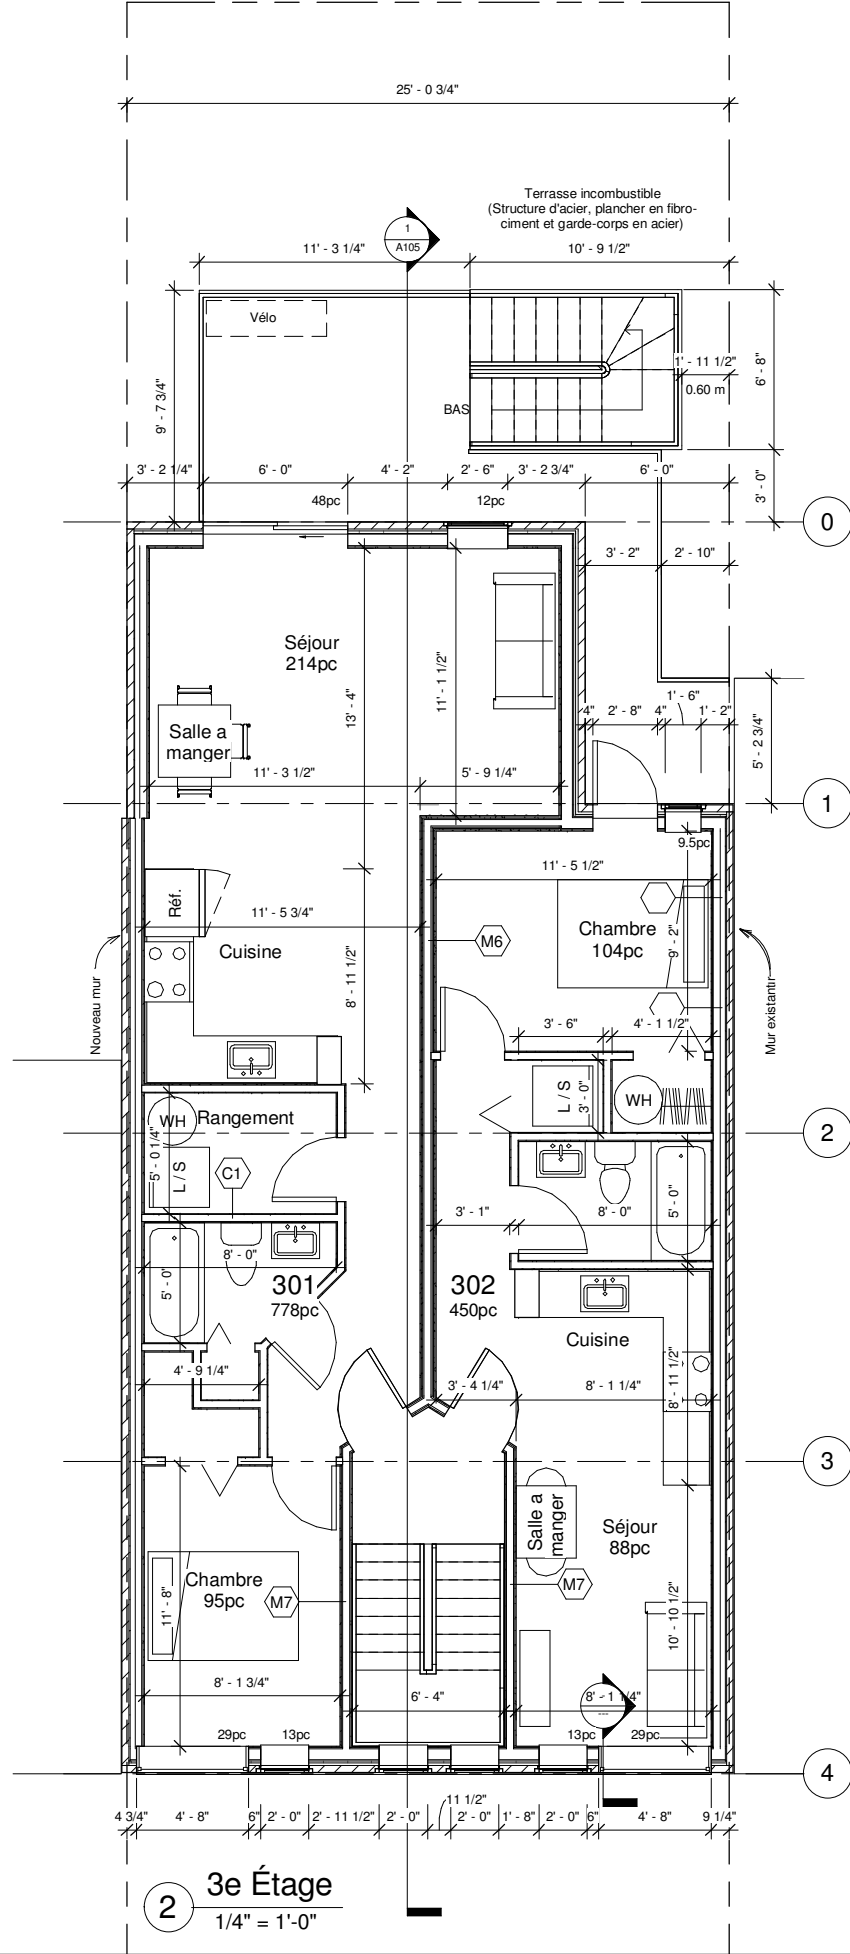 25' - 0 3/4"
Terrasse incombustible
(Structure d'acier, plancher en fibro-
ciment et garde-corps en acier)
1
A105
11' - 3 1/4"
10' - 9 1/2"
Vélo
1' - 11 1/2"
0.60 m
6' - 8"
9' - 7 3/4"
BAS
3' - 2 1/4"
6' - 0"
4' - 2"
2' - 6"
3' - 2 3/4"
6' - 0"
3' - 0"
48pc
12pc
0
3' - 2"
2' - 10"
Séjour
214pc
11' - 1 1/2"
13' - 4"
Salle a
manger
1' - 6"
4"
2' - 8"
4"
1' - 2"
5' - 2 3/4"
11' - 3 1/2"
5' - 9 1/4"
1
9.5pc
11' - 5 1/2"
Réf.
11' - 5 3/4"
Cuisine
M6
Chambre
104pc
9' - 2"
8' - 11 1/2"
Nouveau mur
Mur existantir
3' - 6"
4' - 1 1/2"
L / S
3' - 0"
WH
WH
Rangement
2
5' - 0 1/4"
L / S
C1
3' - 1"
8' - 0"
5' - 0"
8' - 0"
5' - 0"
301
778pc
302
450pc
Cuisine
4' - 9 1/4"
3' - 4 1/4"
8' - 1 1/4"
8' - 11 1/2"
3
Salle a
manger
Séjour
88pc
Chambre
95pc
M7
M7
11' - 8"
10' - 10 1/2"
8' - 1 3/4"
6' - 4"
8' - 1 1/4"
---
29pc
13pc
13pc
29pc
4
11 1/2"
4 3/4"
4' - 8"
6"
2' - 0"
2' - 11 1/2"
2' - 0"
2' - 0"
1' - 8"
2' - 0"
6"
4' - 8"
9 1/4"
2
3e Étage
1/4" = 1'-0"